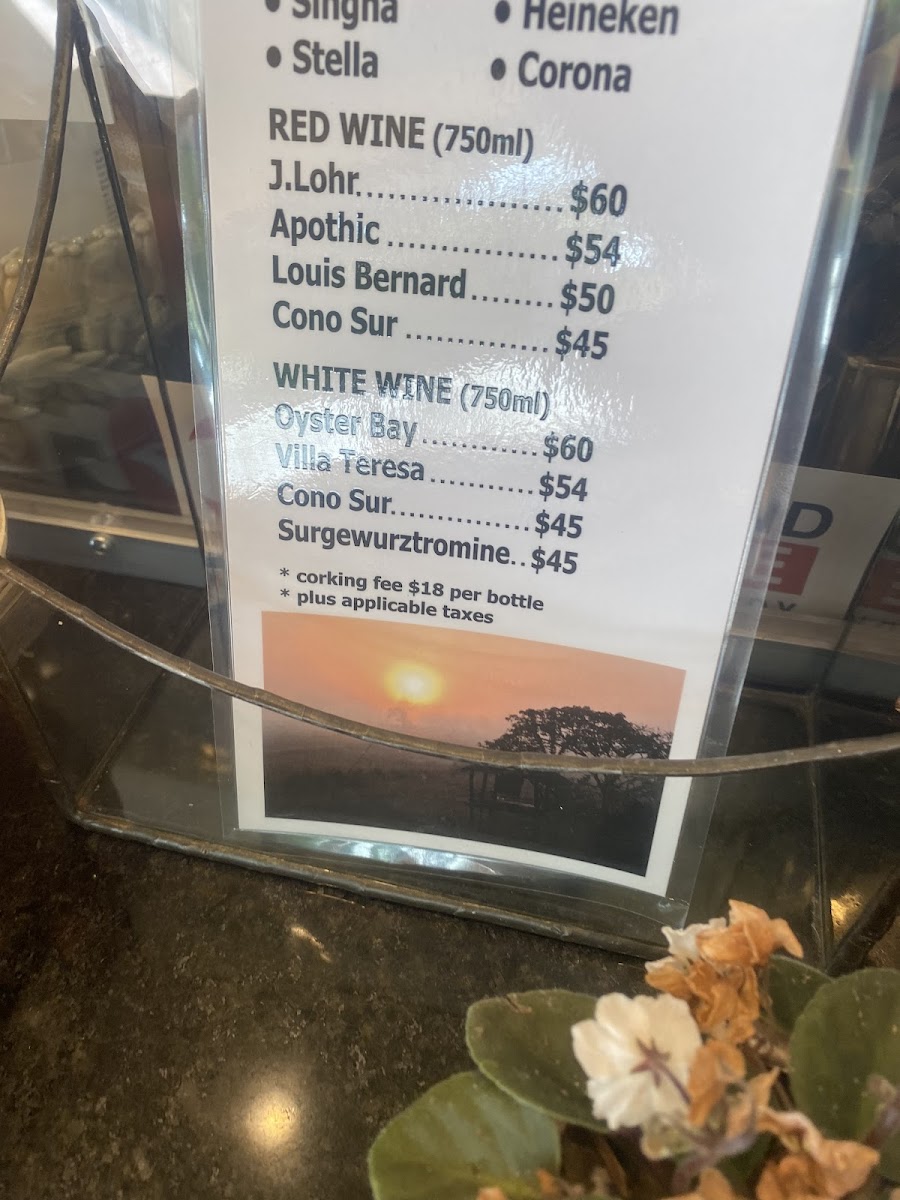 • Singha • Heineken
• Stella • Corona
RED WINE (750ml)
J.Lohr....................$60
Apothic ............$54
Louis Bernard........$50
Cono Sur .............$45
WHITE WINE (750ml)
Oyster Bay...........$60
Villa Teresa ..........$54
Cono Sur..............$45
Surgewurztromine..$45
* corking fee $18 per bottle
* plus applicable taxes
D
E